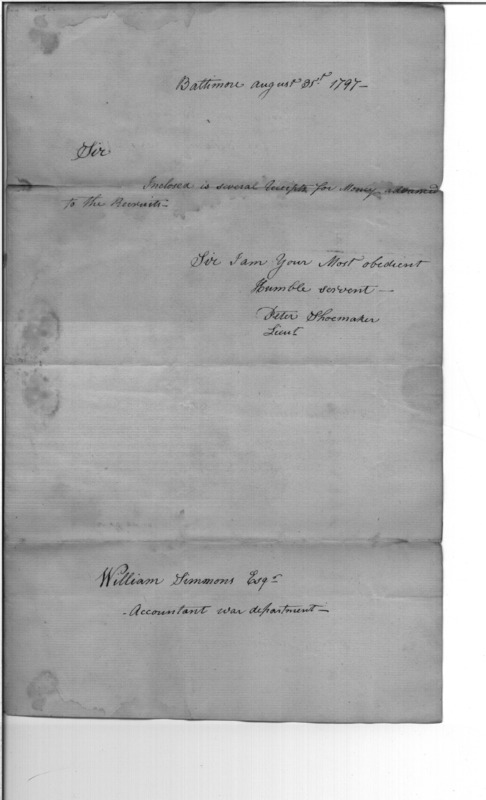 Baltimore August 31st. 1797—
Sir
Inclosed is several Receipts for Money advanced
to the Recruits—
Sir I am Your Most obedient
Humble servent—
Peter Shoemaker
Lieut
William Simmons Esqr
-Accountant war department—